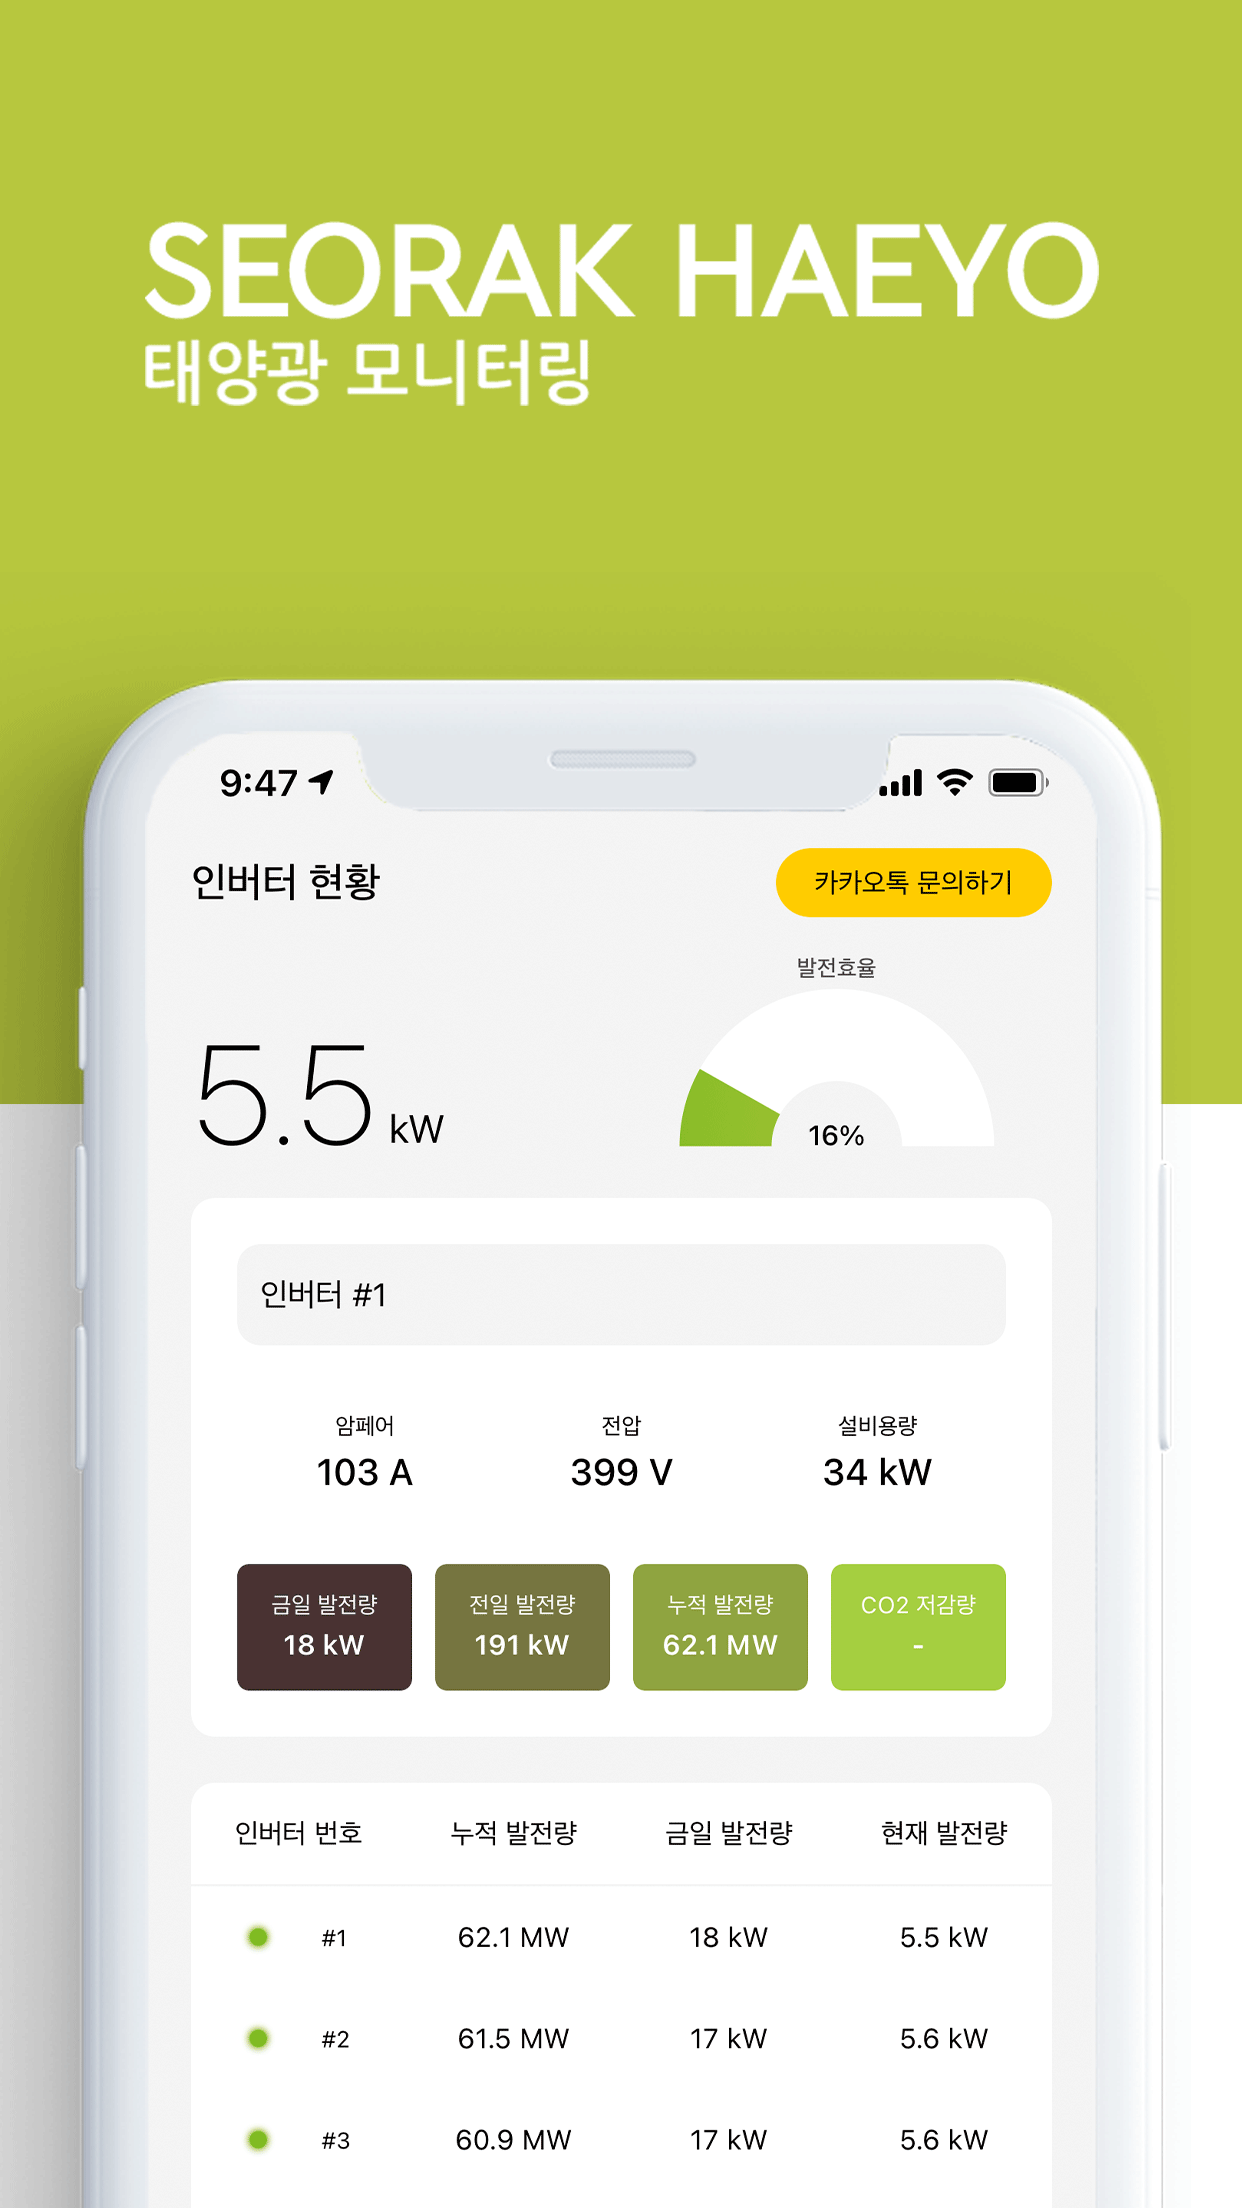 SEORAK HAEYO
태양광 모니터링
9:47
인버터 현황
카카오톡 문의하기
발전효율
5.5 kW
16%
인버터 #1
암페어 전압 설비용량
103 A 399 V 34 kW
금일 발전량 전일 발전량 누적 발전량 CO2 저감량
18 kW 191 kW 62.1 MW -
인버터 번호 누적 발전량 금일 발전량 현재 발전량
#1 62.1 MW 18 kW 5.5 kW
#2 61.5 MW 17 kW 5.6 kW
#3 60.9 MW 17 kW 5.6 kW